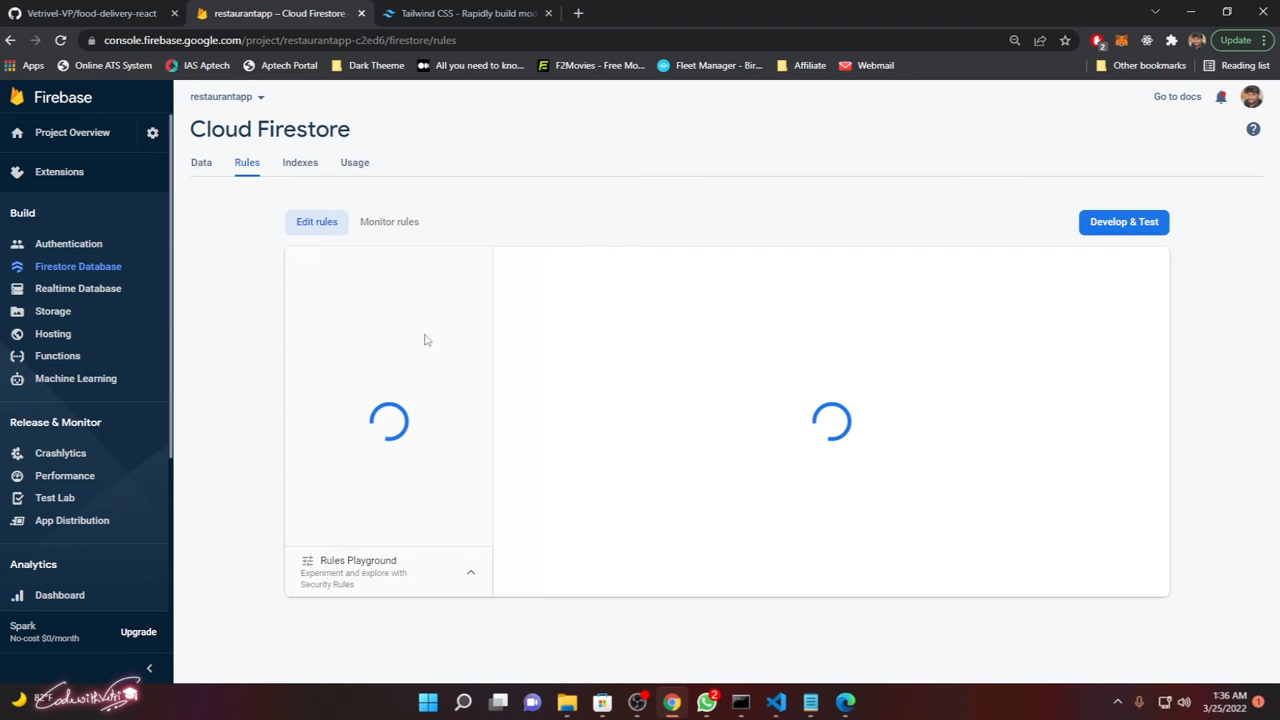 Vetrivel-VP/food-delivery-react
restaurantapp – Cloud Firestore -
Tailwind CSS - Rapidly build mod
console.firebase.google.com/project/restaurantapp-c2ed6/firestore/rules
2
Update
Apps
Online ATS System
IAS Aptech
Aptech Portal
Dark Theeme
All you need to kno...
F2Movies - Free Mo...
Fleet Manager - Bir...
Affiliate
Webmail
Other bookmarks
Reading list
Firebase
restaurantapp
Go to docs
Project Overview
Cloud Firestore
Extensions
Data
Rules
Indexes
Usage
Build
Authentication
Firestore Database
Realtime Database
Storage
Hosting
Functions
Machine Learning
Edit rules
Monitor rules
Develop & Test
Release & Monitor
Crashlytics
Performance
Test Lab
App Distribution
Rules Playground
Experiment and explore with
Security Rules
Analytics
Dashboard
Spark
No-cost $0/month
Upgrade
82°F
CodewithVetri
2
1:36 AM
3/25/2022
1